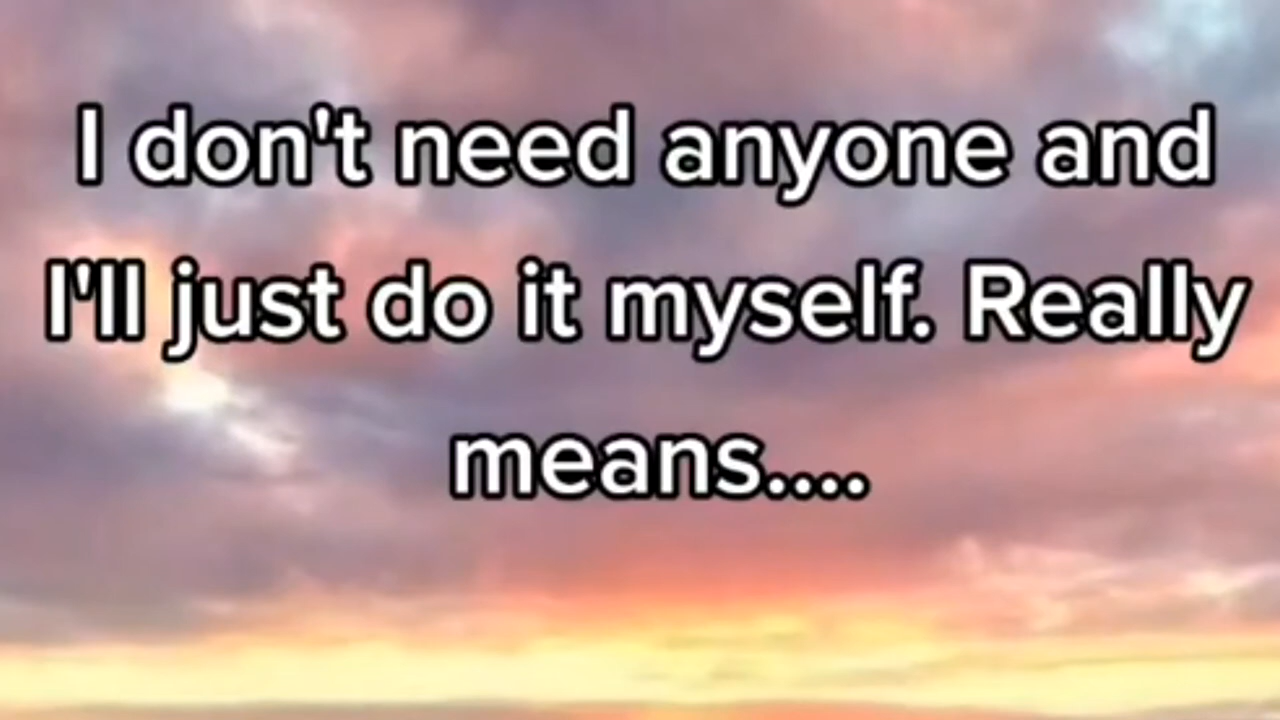 I don't need anyone and
I'll just do it myself. Really
means....